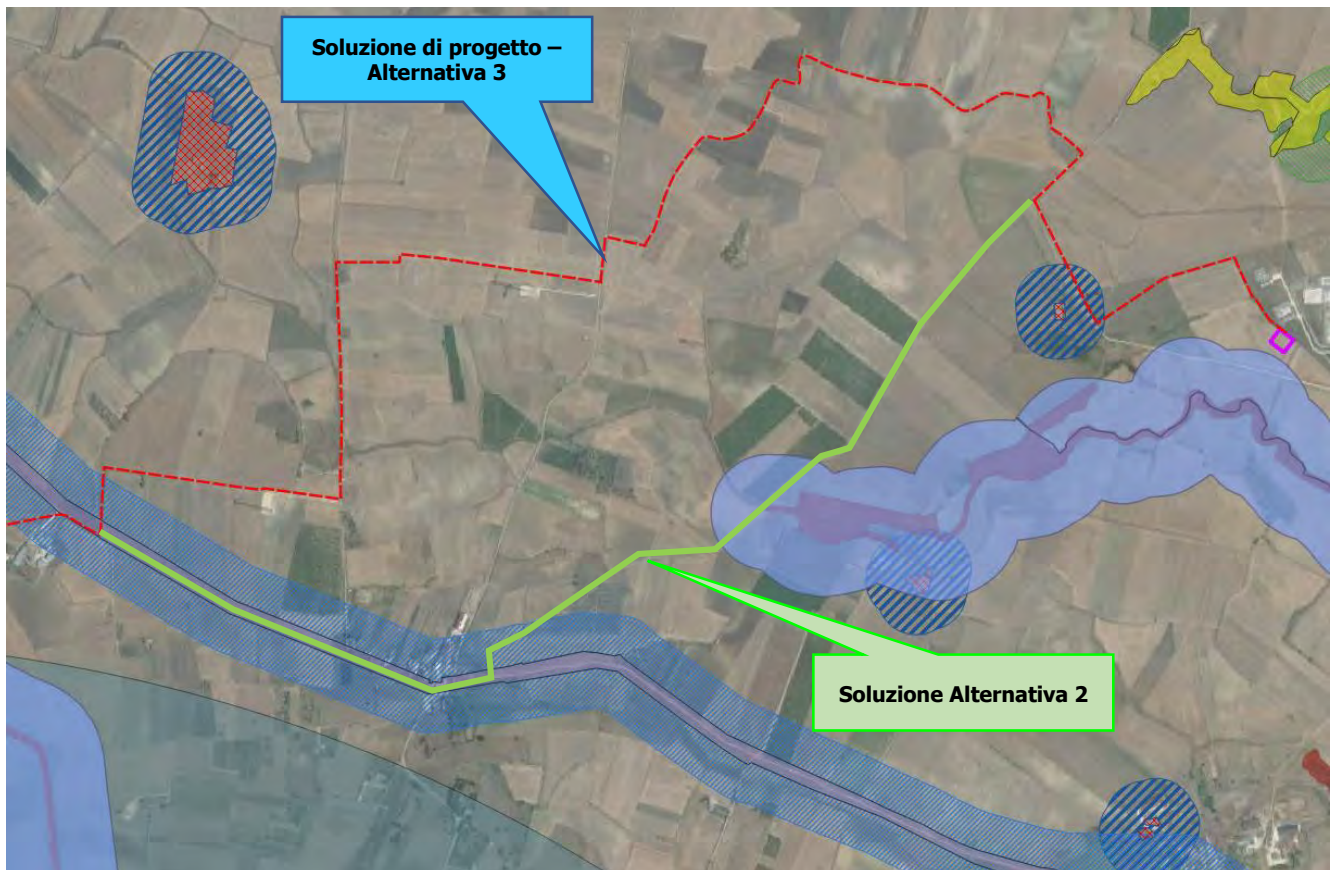 Soluzione di progetto –
Alternativa 3
Soluzione Alternativa 2